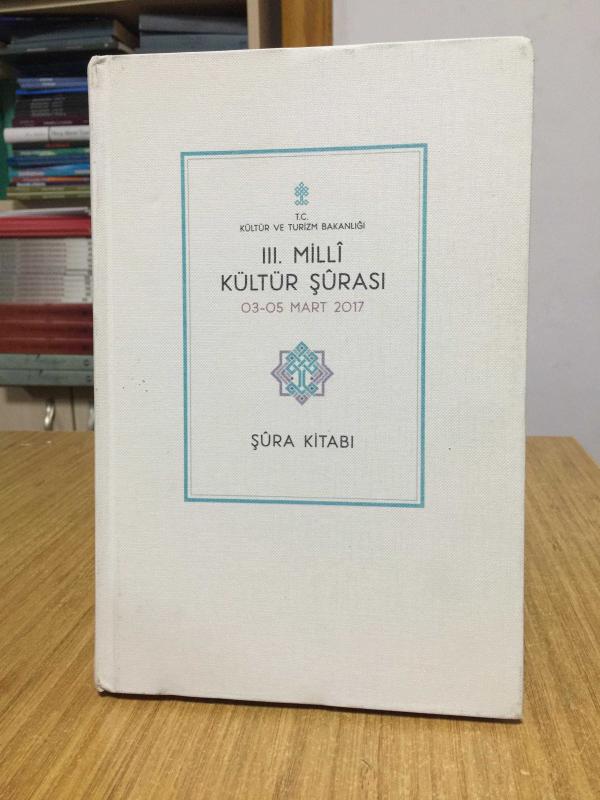 T.C.
KÜLTÜR VE TURİZM BAKANLIĞI
III. MİLLÎ
KÜLTÜR ŞÛRASI
03-05 MART 2017
ŞÛRA KİTABI